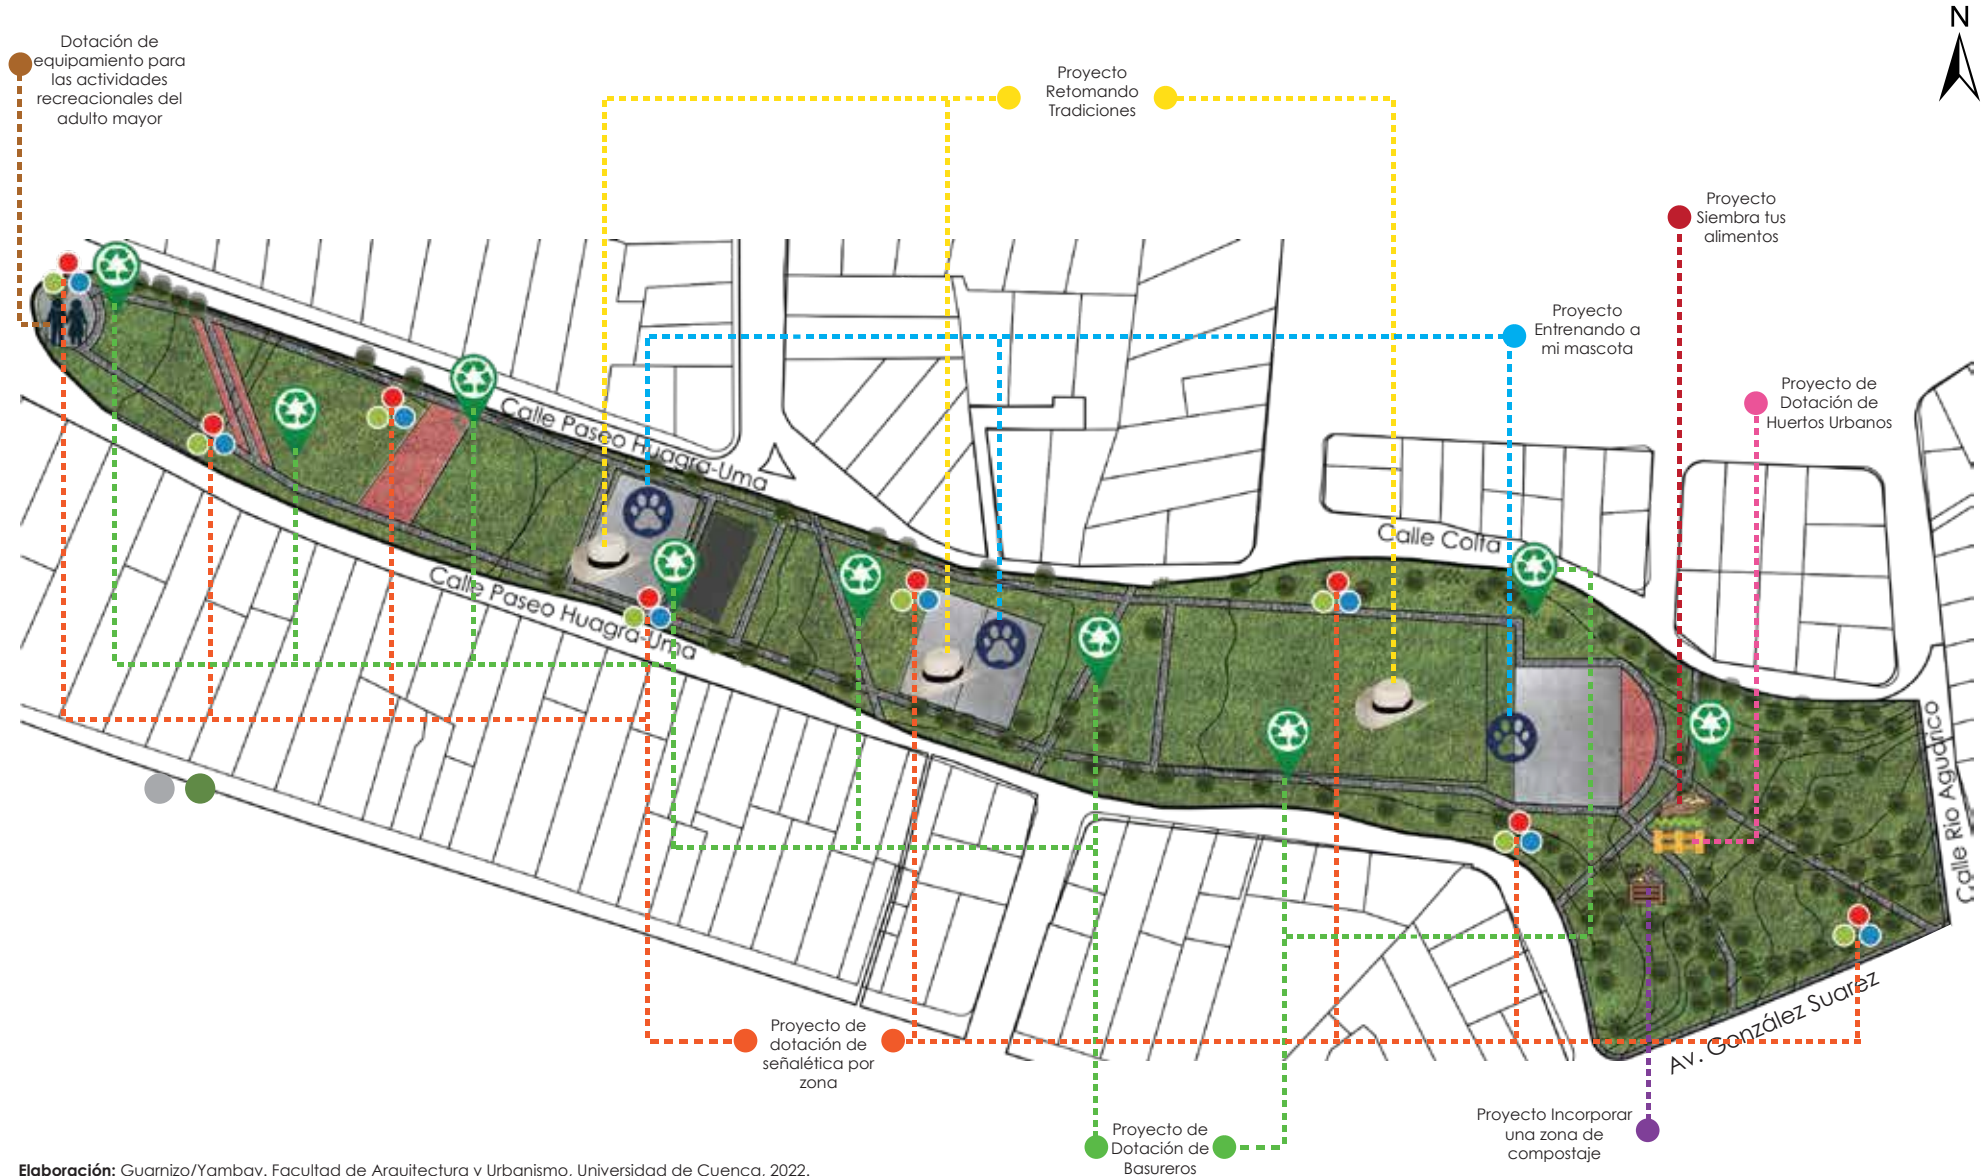 N
Dotación de
equipamiento para
las actividades
recreacionales del
adulto mayor
Proyecto
Retomando
Tradiciones
Proyecto
Siembra tus
alimentos
Proyecto
Entrenando a
mi mascota
Proyecto de
Dotación de
Huertos Urbanos
Calle Paseo Huagra-Uma
Calle Colta
Calle Paseo Huagra-Uma
Calle Río Aguarico
Av. González Suarez
Proyecto de
dotación de
señalética por
zona
Proyecto de
Dotación de
Basureros
Proyecto Incorporar
una zona de
compostaje
Elaboración: Guarnizo/Yambay. Facultad de Arquitectura y Urbanismo. Universidad de Cuenca. 2022.